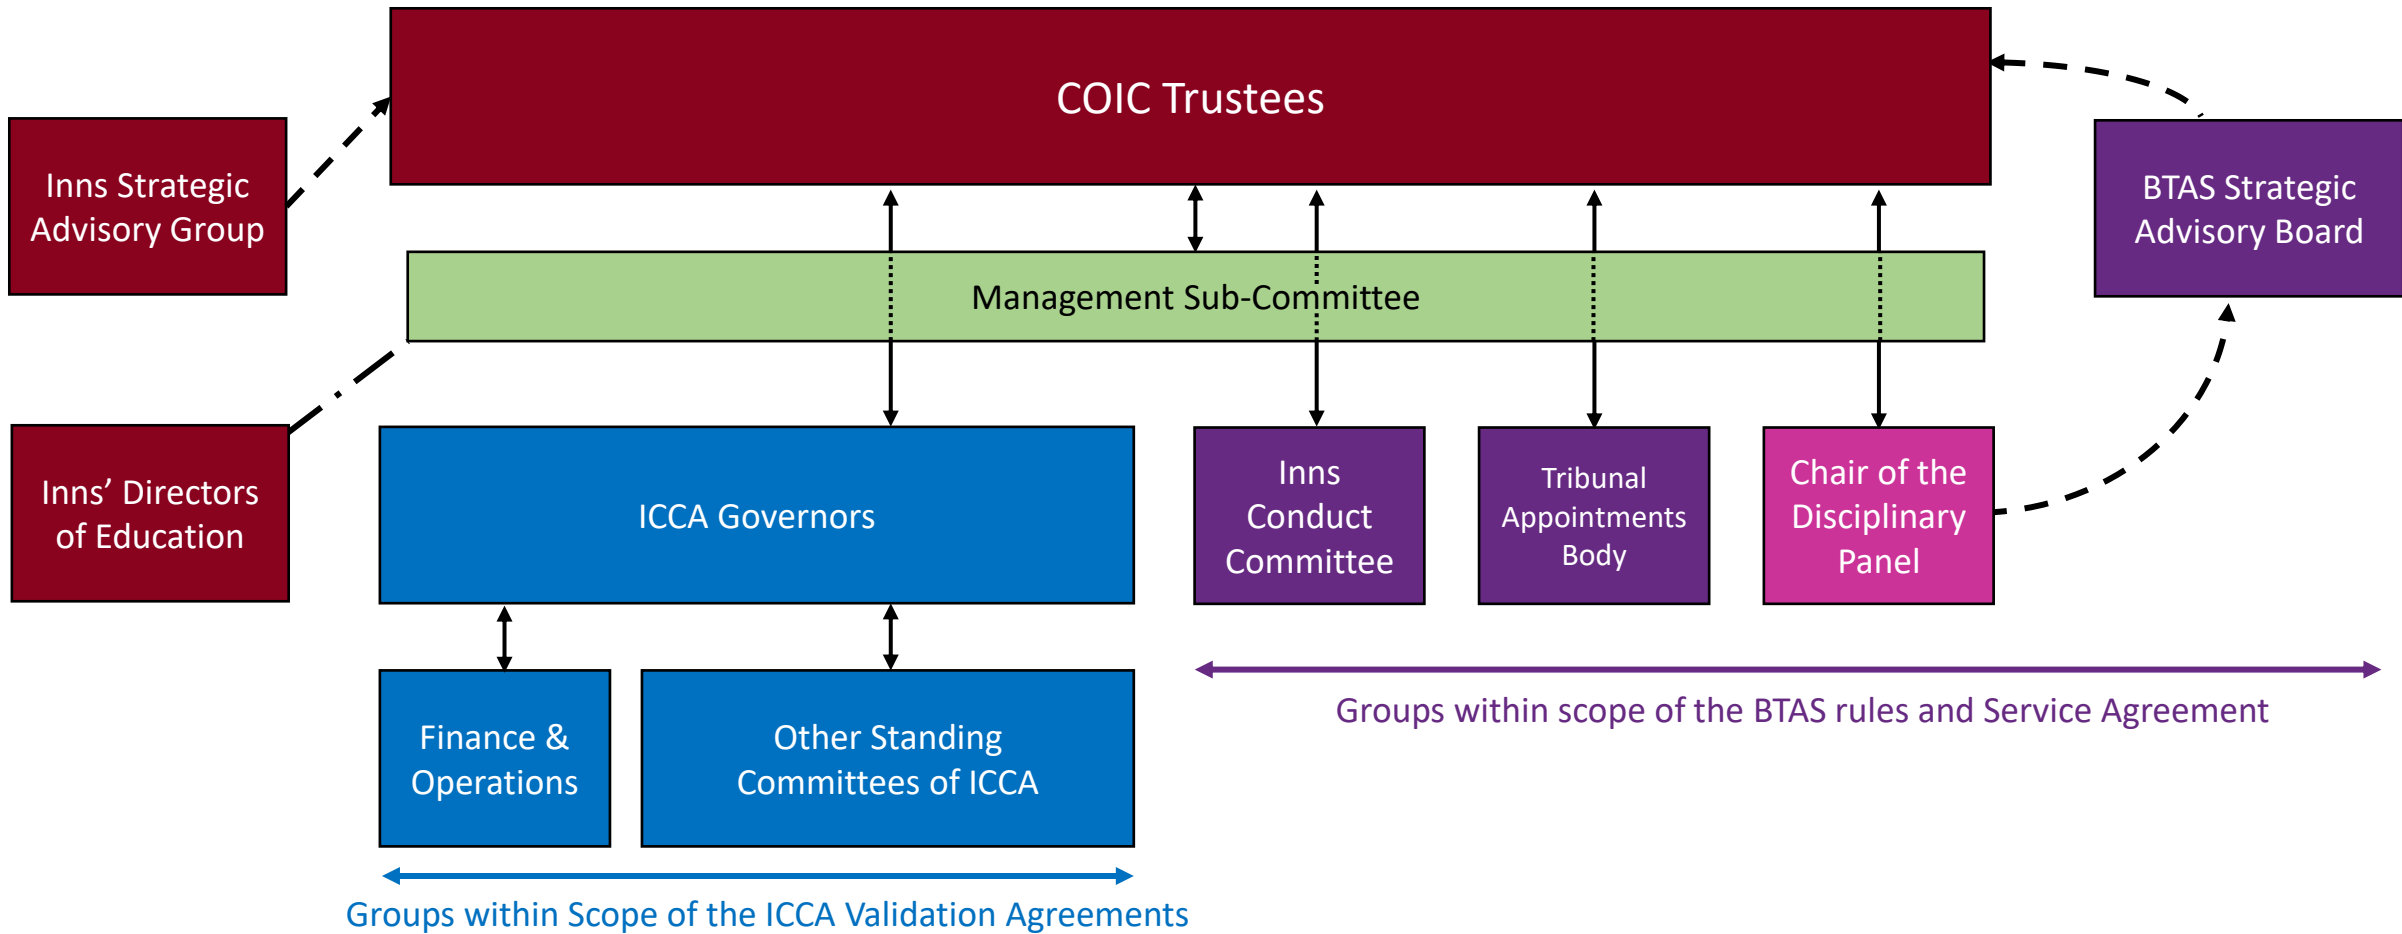 COIC Trustees
Inns Strategic
Advisory Group
BTAS Strategic
Advisory Board
Management Sub-Committee
Inns’ Directors
of Education
ICCA Governors
Inns
Conduct
Committee
Tribunal
Appointments
Body
Chair of the
Disciplinary
Panel
Finance &
Operations
Other Standing
Committees of ICCA
Groups within scope of the BTAS rules and Service Agreement
Groups within Scope of the ICCA Validation Agreements